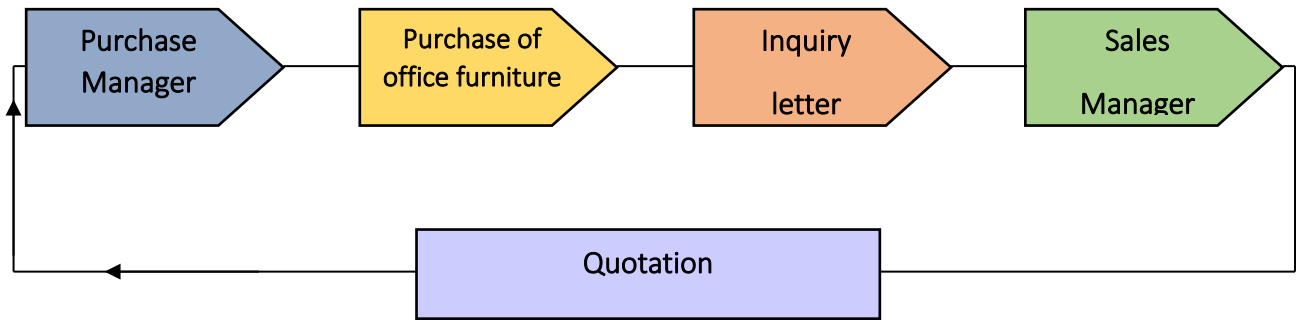 Purchase
Manager
Purchase of
office furniture
Inquiry
letter
Sales
Manager
Quotation